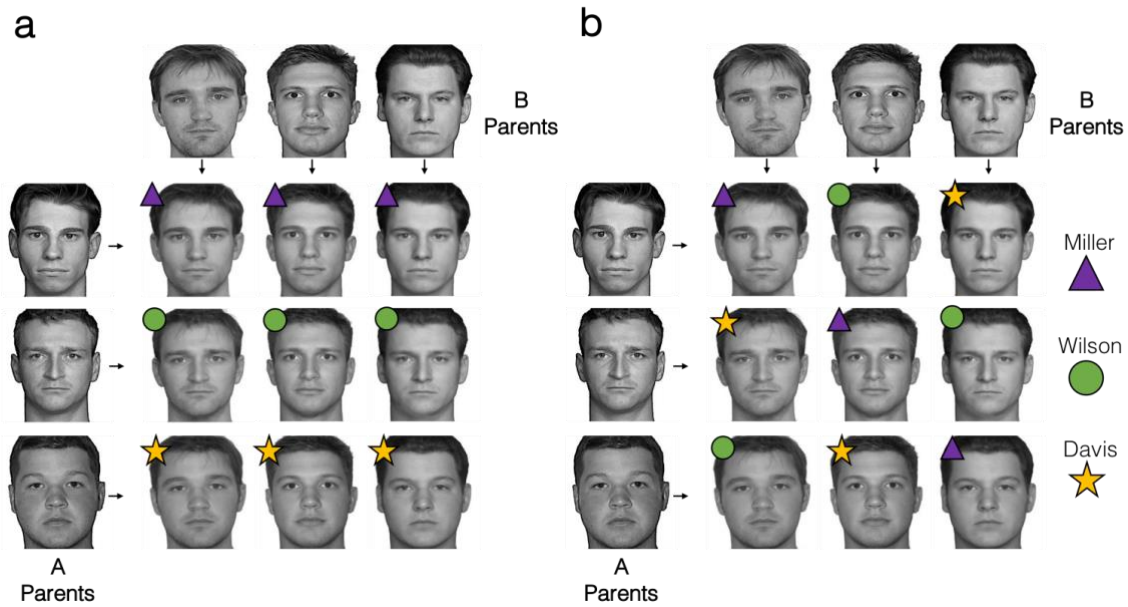 a
B
Parents
A
Parents
b
B
Parents
Miller
Wilson
Davis
A
Parents